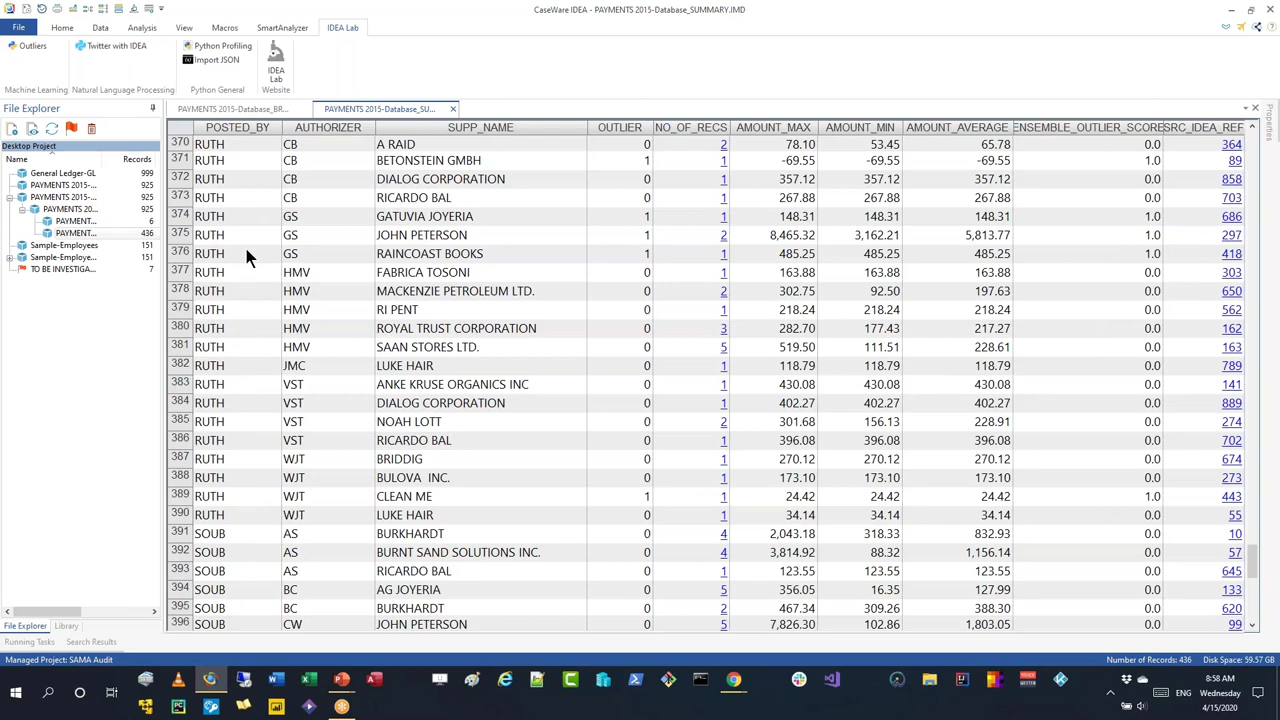 CaseWare IDEA - PAYMENTS 2015-Database_SUMMARY.IMD
File Home Data Analysis View Macros SmartAnalyzer IDEA Lab
Outliers Twitter with IDEA Python Profiling
Import JSON IDEA
Lab
Machine Learning Natural Language Processing Python General Website
File Explorer
PAYMENTS 2015-Database_BR... PAYMENTS 2015-Database_SU...
Properties
Desktop Project
Name Records
General Ledger-GL 999
PAYMENTS 2015-... 925
PAYMENTS 2015-... 925
PAYMENTS 20... 925
PAYMENT... 6
PAYMENT... 436
Sample-Employees 151
Sample-Employe... 151
TO BE INVESTIGA... 7
POSTED_BY AUTHORIZER SUPP_NAME OUTLIER NO_OF_RECS AMOUNT_MAX AMOUNT_MIN AMOUNT_AVERAGE ENSEMBLE_OUTLIER_SCORE SRC_IDEA_REF
370 RUTH CB A RAID 0 2 78.10 53.45 65.78 0.0 364
371 RUTH CB BETONSTEIN GMBH 1 1 -69.55 -69.55 -69.55 1.0 89
372 RUTH CB DIALOG CORPORATION 0 1 357.12 357.12 357.12 0.0 858
373 RUTH CB RICARDO BAL 0 1 267.88 267.88 267.88 0.0 703
374 RUTH GS GATUVIA JOYERIA 1 1 148.31 148.31 148.31 1.0 686
375 RUTH GS JOHN PETERSON 1 2 8,465.32 3,162.21 5,813.77 1.0 297
376 RUTH GS RAINCOAST BOOKS 1 1 485.25 485.25 485.25 1.0 418
377 RUTH HMV FABRICA TOSONI 0 1 163.88 163.88 163.88 0.0 303
378 RUTH HMV MACKENZIE PETROLEUM LTD. 0 2 302.75 92.50 197.63 0.0 650
379 RUTH HMV RI PENT 0 1 218.24 218.24 218.24 0.0 562
380 RUTH HMV ROYAL TRUST CORPORATION 0 3 282.70 177.43 217.27 0.0 162
381 RUTH HMV SAAN STORES LTD. 0 5 519.50 111.51 228.61 0.0 163
382 RUTH JMC LUKE HAIR 0 1 118.79 118.79 118.79 0.0 789
383 RUTH VST ANKE KRUSE ORGANICS INC 0 1 430.08 430.08 430.08 0.0 141
384 RUTH VST DIALOG CORPORATION 0 1 402.27 402.27 402.27 0.0 889
385 RUTH VST NOAH LOTT 0 2 301.68 156.13 228.91 0.0 274
386 RUTH VST RICARDO BAL 0 1 396.08 396.08 396.08 0.0 702
387 RUTH WJT BRIDDIG 0 1 270.12 270.12 270.12 0.0 674
388 RUTH WJT BULOVA INC. 0 1 173.10 173.10 173.10 0.0 273
389 RUTH WJT CLEAN ME 1 1 24.42 24.42 24.42 1.0 443
390 RUTH WJT LUKE HAIR 0 1 34.14 34.14 34.14 0.0 55
391 SOUB AS BURKHARDT 0 4 2,043.18 318.33 832.93 0.0 10
392 SOUB AS BURNT SAND SOLUTIONS INC. 0 4 3,814.92 88.32 1,156.14 0.0 57
393 SOUB AS RICARDO BAL 0 1 123.55 123.55 123.55 0.0 645
394 SOUB BC AG JOYERIA 0 5 356.05 16.35 127.99 0.0 133
395 SOUB BC BURKHARDT 0 2 467.34 309.26 388.30 0.0 620
396 SOUB CW JOHN PETERSON 0 5 7,826.30 102.86 1,803.05 0.0 99
File Explorer Library
Running Tasks Search Results
Managed Project: SAMA Audit Number of Records: 436 Disk Space: 59.57 GB
8:58 AM
ENG Wednesday
4/15/2020